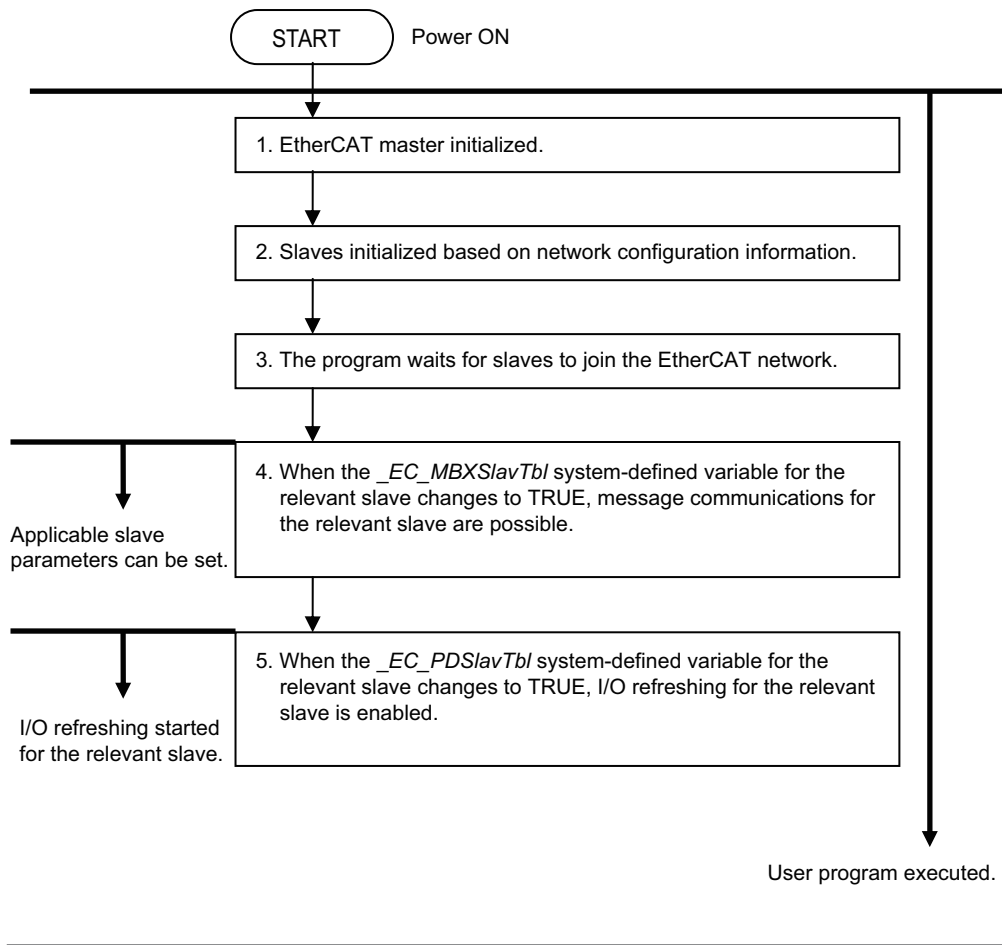 START
Power ON
1. EtherCAT master initialized.
2. Slaves initialized based on network configuration information.
3. The program waits for slaves to join the EtherCAT network.
4. When the _EC_MBXSlavTbl system-defined variable for the
relevant slave changes to TRUE, message communications for
the relevant slave are possible.
Applicable slave
parameters can be set.
5. When the _EC_PDSlavTbl system-defined variable for the
relevant slave changes to TRUE, I/O refreshing for the relevant
slave is enabled.
I/O refreshing started
for the relevant slave.
User program executed.